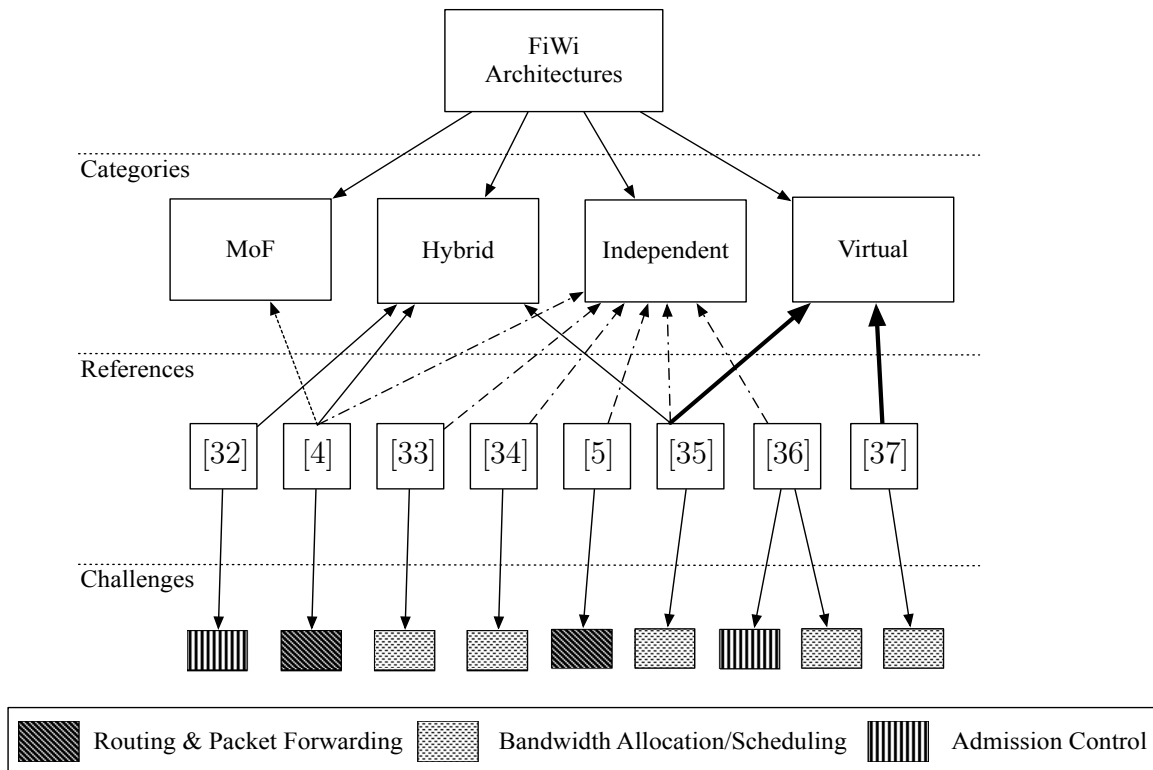 FiWi
Architectures
Categories
MoF
Hybrid
Independent
Virtual
References
[32]
[4]
[33]
[34]
[5]
[35]
[36]
[37]
Challenges
Routing & Packet Forwarding
Bandwidth Allocation/Scheduling
Admission Control